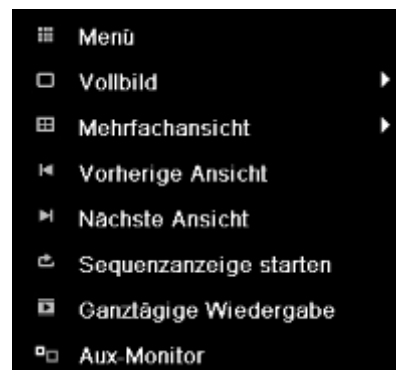 Menü
Vollbild
Mehrfachansicht
Vorherige Ansicht
Nächste Ansicht
Sequenzanzeige starten
Ganztägige Wiedergabe
Aux-Monitor